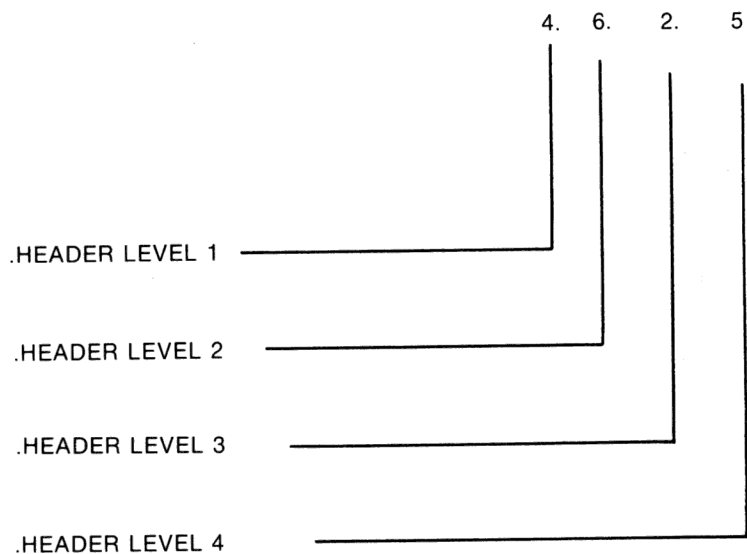 4. 6. 2. 5
.HEADER LEVEL 1
.HEADER LEVEL 2
.HEADER LEVEL 3
.HEADER LEVEL 4